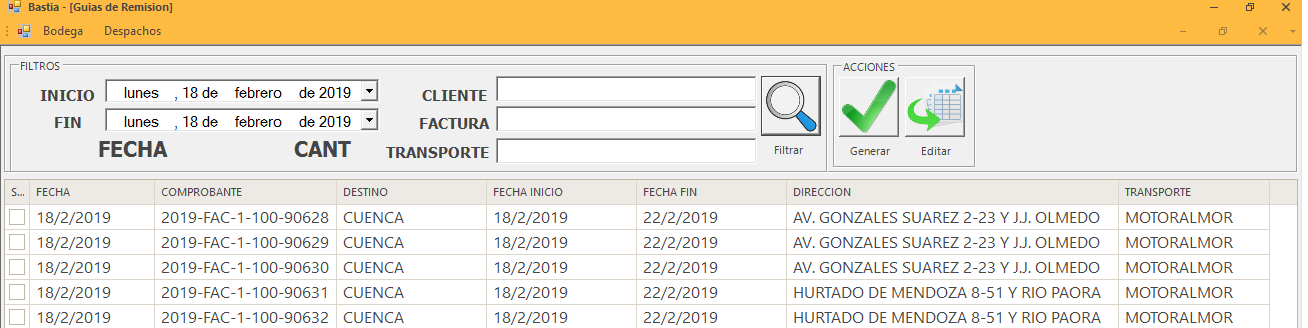 Bastia - [Guias de Remision]
Bodega Despachos
FILTROS
INICIO lunes , 18 de febrero de 2019
FIN lunes , 18 de febrero de 2019
FECHA CANT
CLIENTE
FACTURA
TRANSPORTE
Filtrar
ACCIONES
Generar Editar
S... FECHA COMPROBANTE DESTINO FECHA INICIO FECHA FIN DIRECCION TRANSPORTE
18/2/2019 2019-FAC-1-100-90628 CUENCA 18/2/2019 22/2/2019 AV. GONZALES SUAREZ 2-23 Y J.J. OLMEDO MOTORALMOR
18/2/2019 2019-FAC-1-100-90629 CUENCA 18/2/2019 22/2/2019 AV. GONZALES SUAREZ 2-23 Y J.J. OLMEDO MOTORALMOR
18/2/2019 2019-FAC-1-100-90630 CUENCA 18/2/2019 22/2/2019 AV. GONZALES SUAREZ 2-23 Y J.J. OLMEDO MOTORALMOR
18/2/2019 2019-FAC-1-100-90631 CUENCA 18/2/2019 22/2/2019 HURTADO DE MENDOZA 8-51 Y RIO PAORA MOTORALMOR
18/2/2019 2019-FAC-1-100-90632 CUENCA 18/2/2019 22/2/2019 HURTADO DE MENDOZA 8-51 Y RIO PAORA MOTORALMOR